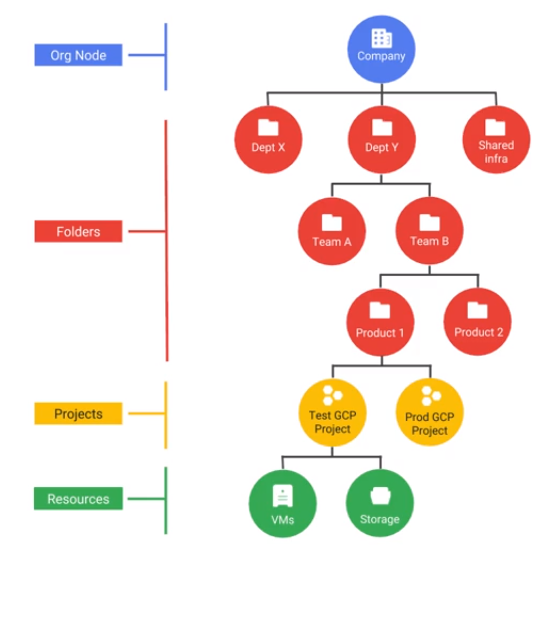 Org Node
Company
Dept X
Dept Y
Shared
infra
Folders
Team A
Team B
Product 1
Product 2
Projects
Test GCP
Project
Prod GCP
Project
Resources
VMs
Storage